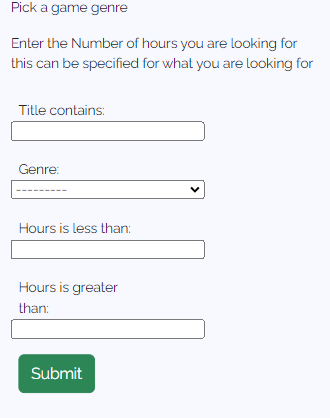 Pick a game genre
Enter the Number of hours you are looking for
this can be specified for what you are looking for
Title contains:
Genre:
---------
Hours is less than:
Hours is greater
than:
Submit